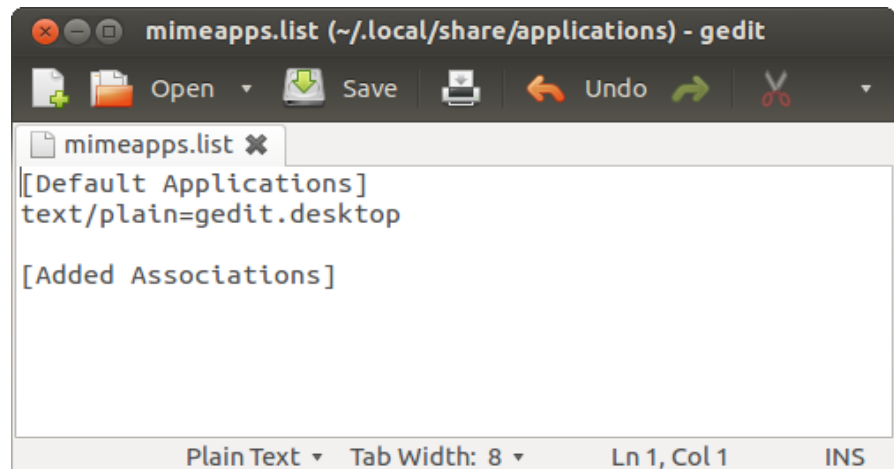 mimeapps.list (~/.local/share/applications) - gedit
Open Save Undo
mimeapps.list
[Default Applications]
text/plain=gedit.desktop
[Added Associations]
Plain Text Tab Width: 8 Ln 1, Col 1 INS